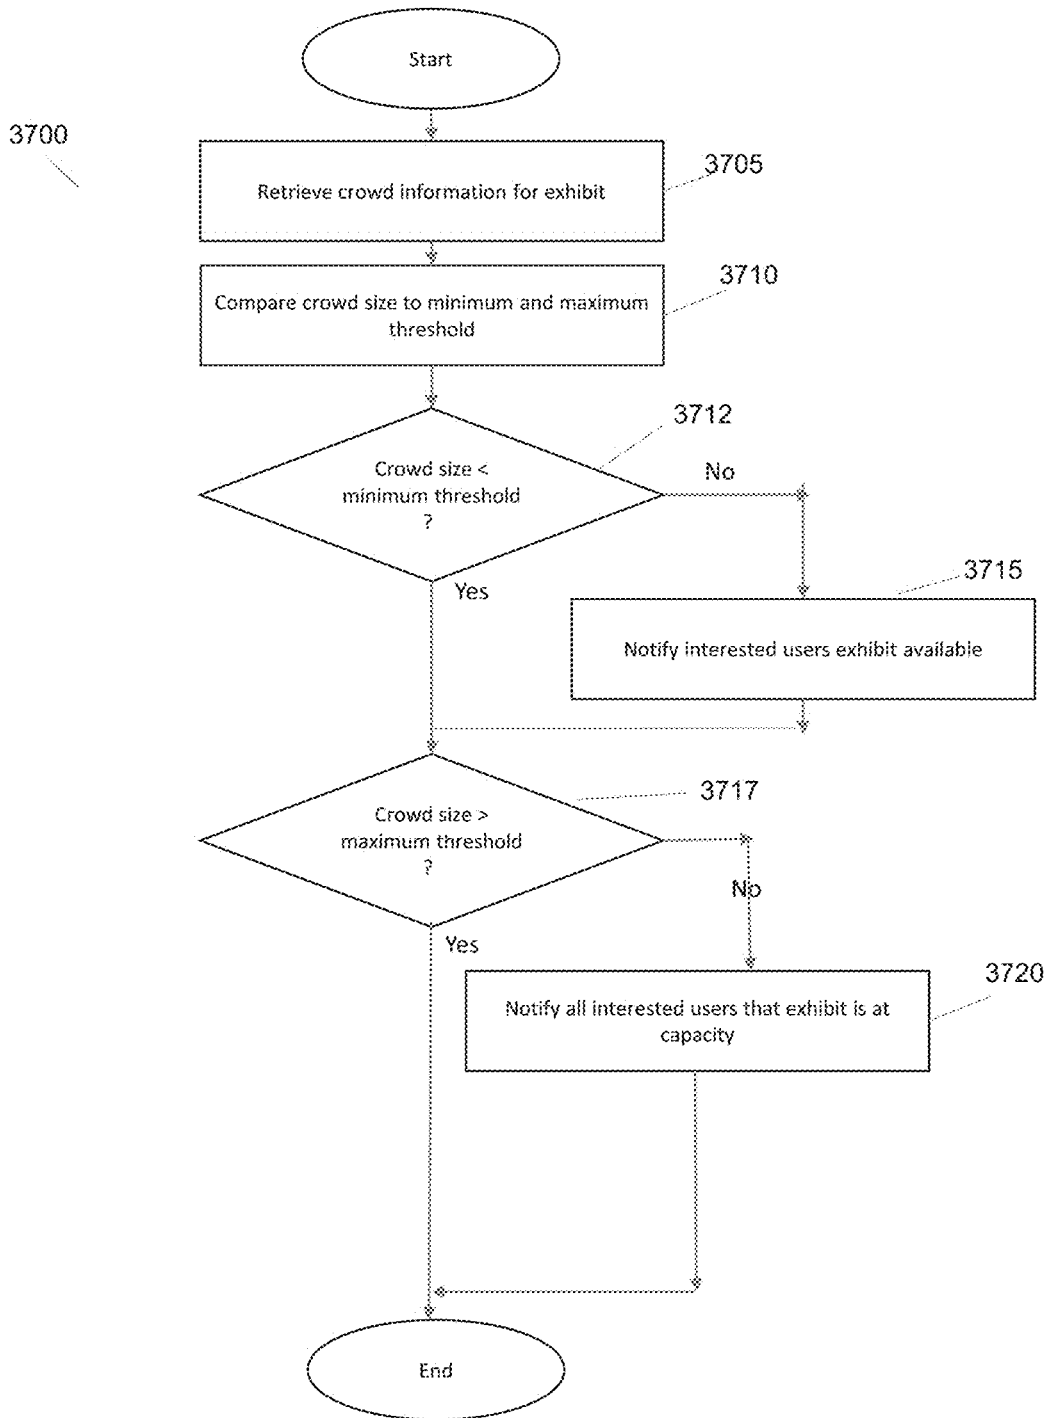 Start
3700
3705
Retrieve crowd information for exhibit
3710
Compare crowd size to minimum and maximum
threshold
3712
Crowd size <
minimum threshold
?
No
Yes
3715
Notify interested users exhibit available
3717
Crowd size >
maximum threshold
?
No
Yes
3720
Notify all interested users that exhibit is at
capacity
End